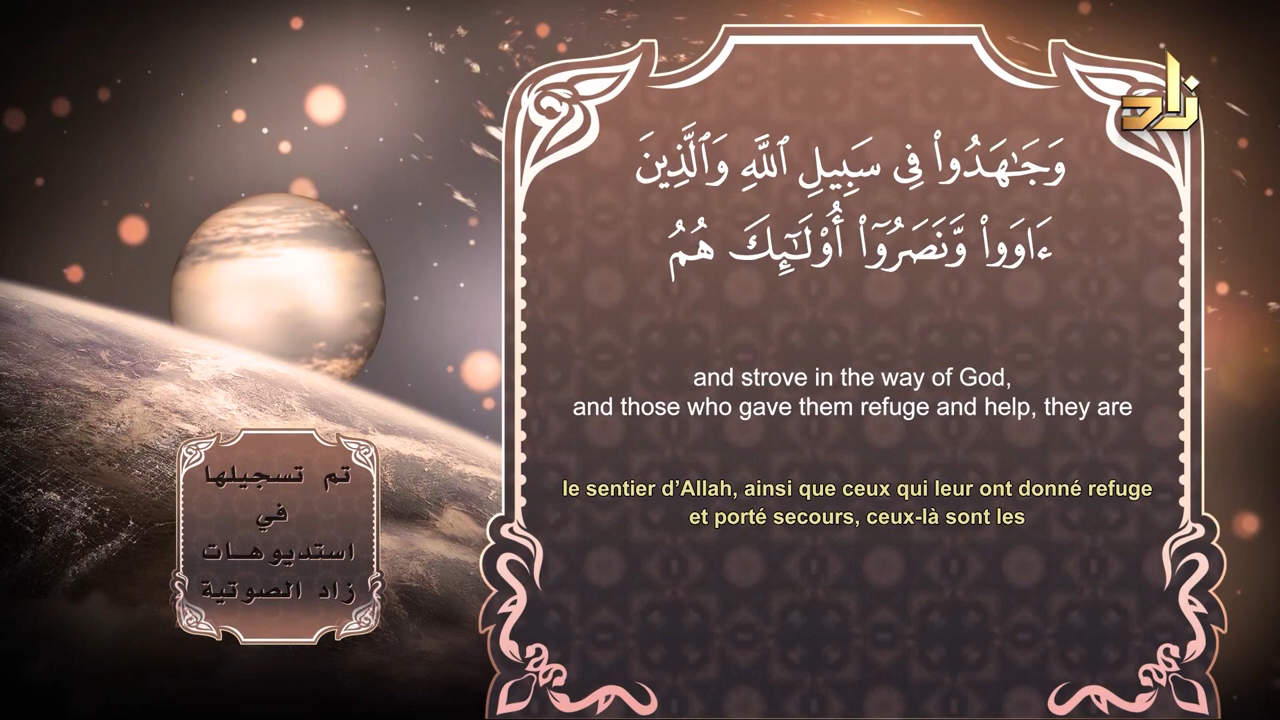 زاد
وَجَـٰهَدُوا۟ فِى سَبِيلِ ٱللَّهِ وَٱلَّذِينَ
ءَاوَوا۟ وَّنَصَرُوٓا۟ أُو۟لَـٰٓئِكَ هُمُ
and strove in the way of God,
and those who gave them refuge and help, they are
le sentier d’Allah, ainsi que ceux qui leur ont donné refuge
et porté secours, ceux-là sont les
تم تسجيلها
في
استديوهات
زاد الصوتية